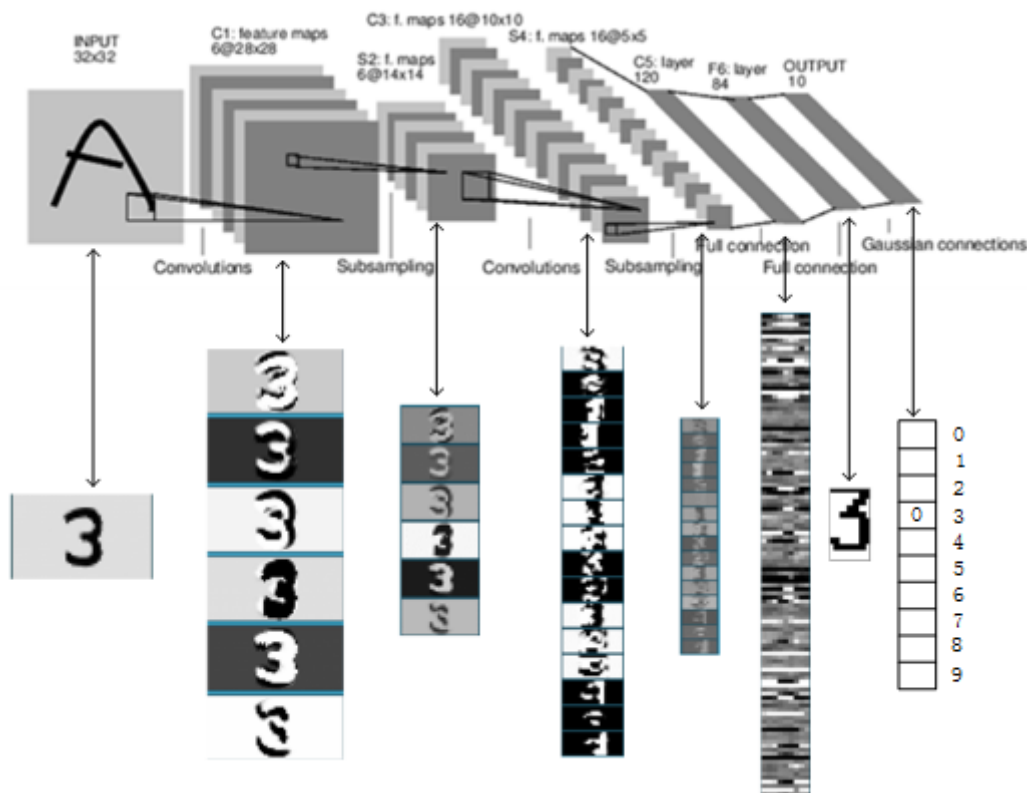 INPUT
32x32
C1: feature maps
6@28x28
S2: f. maps
6@14x14
C3: f. maps 16@10x10
S4: f. maps 16@5x5
C5: layer
120
F6: layer
84
OUTPUT
10
Convolutions
Subsampling
Convolutions
Subsampling
Full connection
Full connection
Gaussian connections
A
3
3
0
0
1
2
3
4
5
6
7
8
9